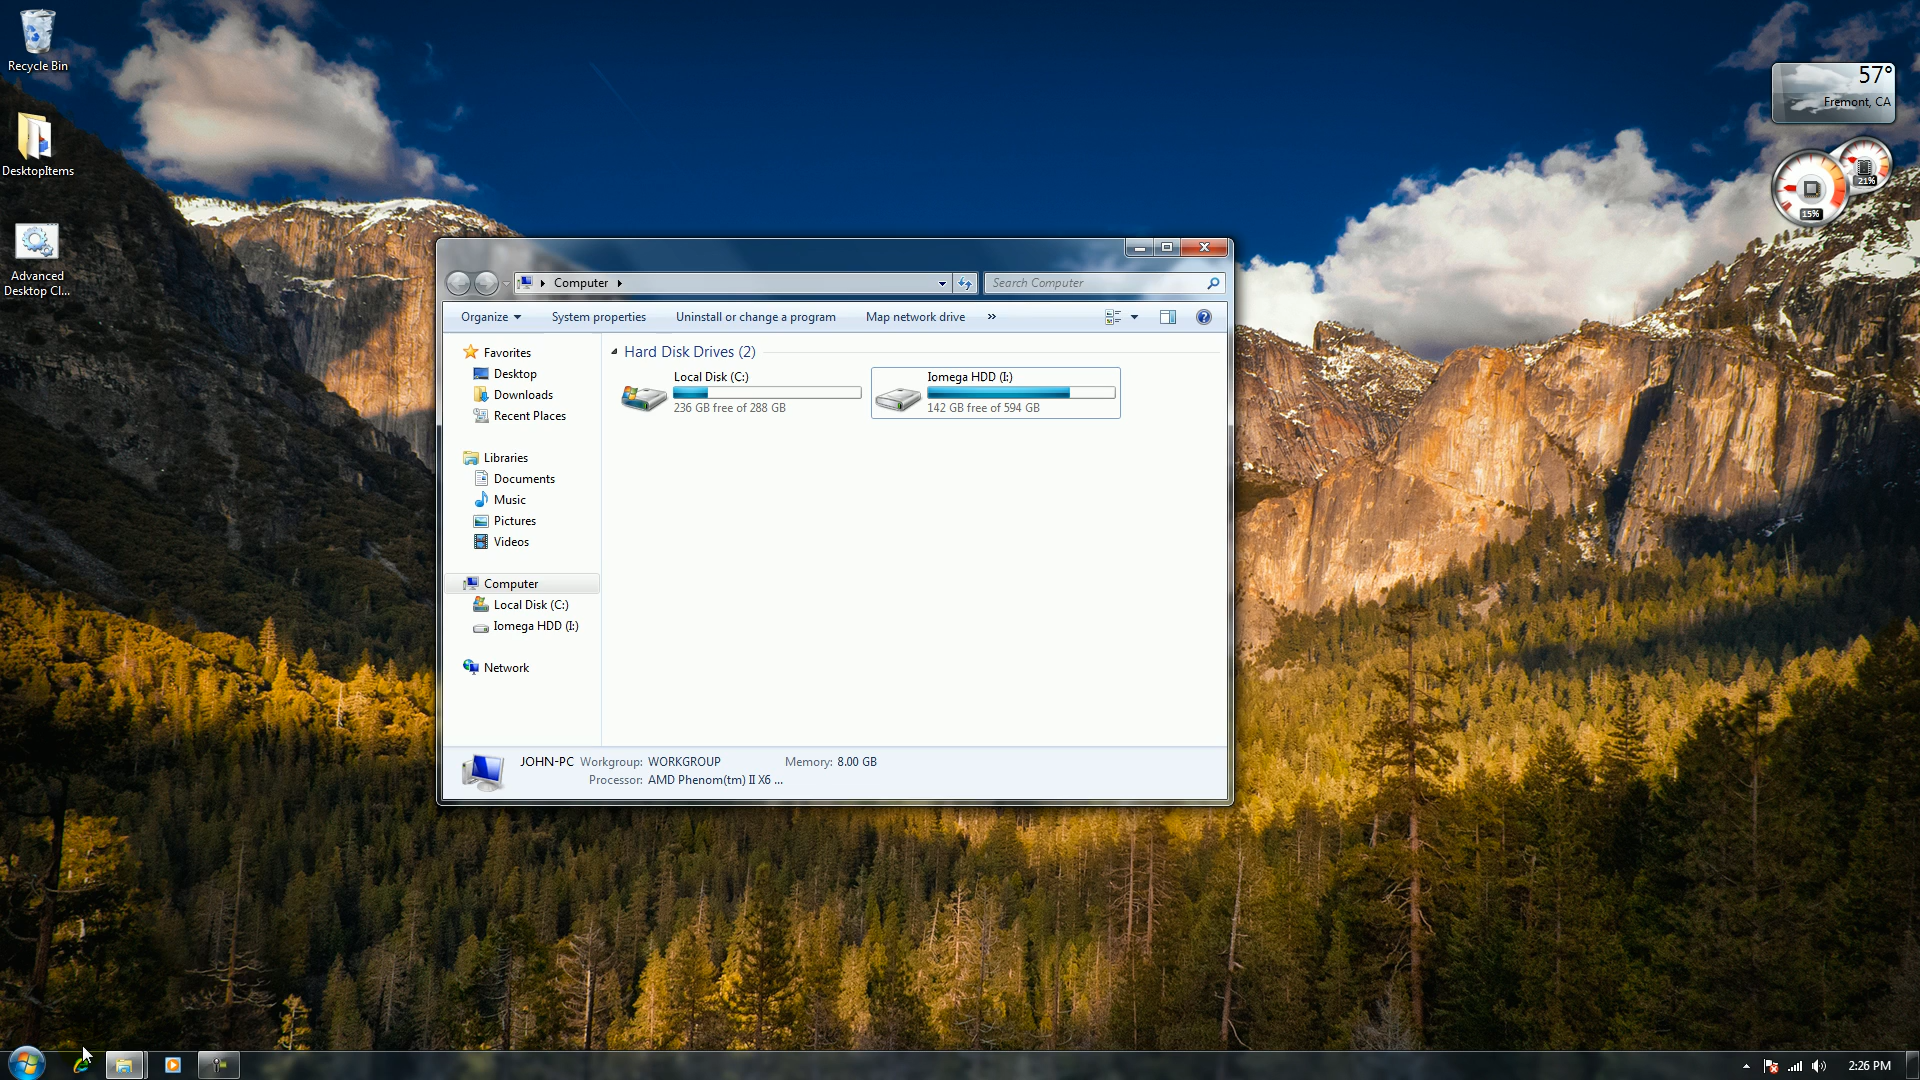 Recycle Bin
DesktopItems
Advanced
Desktop Cl...
57°
Fremont, CA
21%
15%
Computer
Search Computer
Organize
System properties
Uninstall or change a program
Map network drive
»
Favorites
Desktop
Downloads
Recent Places
Libraries
Documents
Music
Pictures
Videos
Computer
Local Disk (C:)
Iomega HDD (I:)
Network
Hard Disk Drives (2)
Local Disk (C:)
236 GB free of 288 GB
Iomega HDD (I:)
142 GB free of 594 GB
JOHN-PC Workgroup: WORKGROUP Memory: 8.00 GB
Processor: AMD Phenom(tm) II X6 ...
2:26 PM